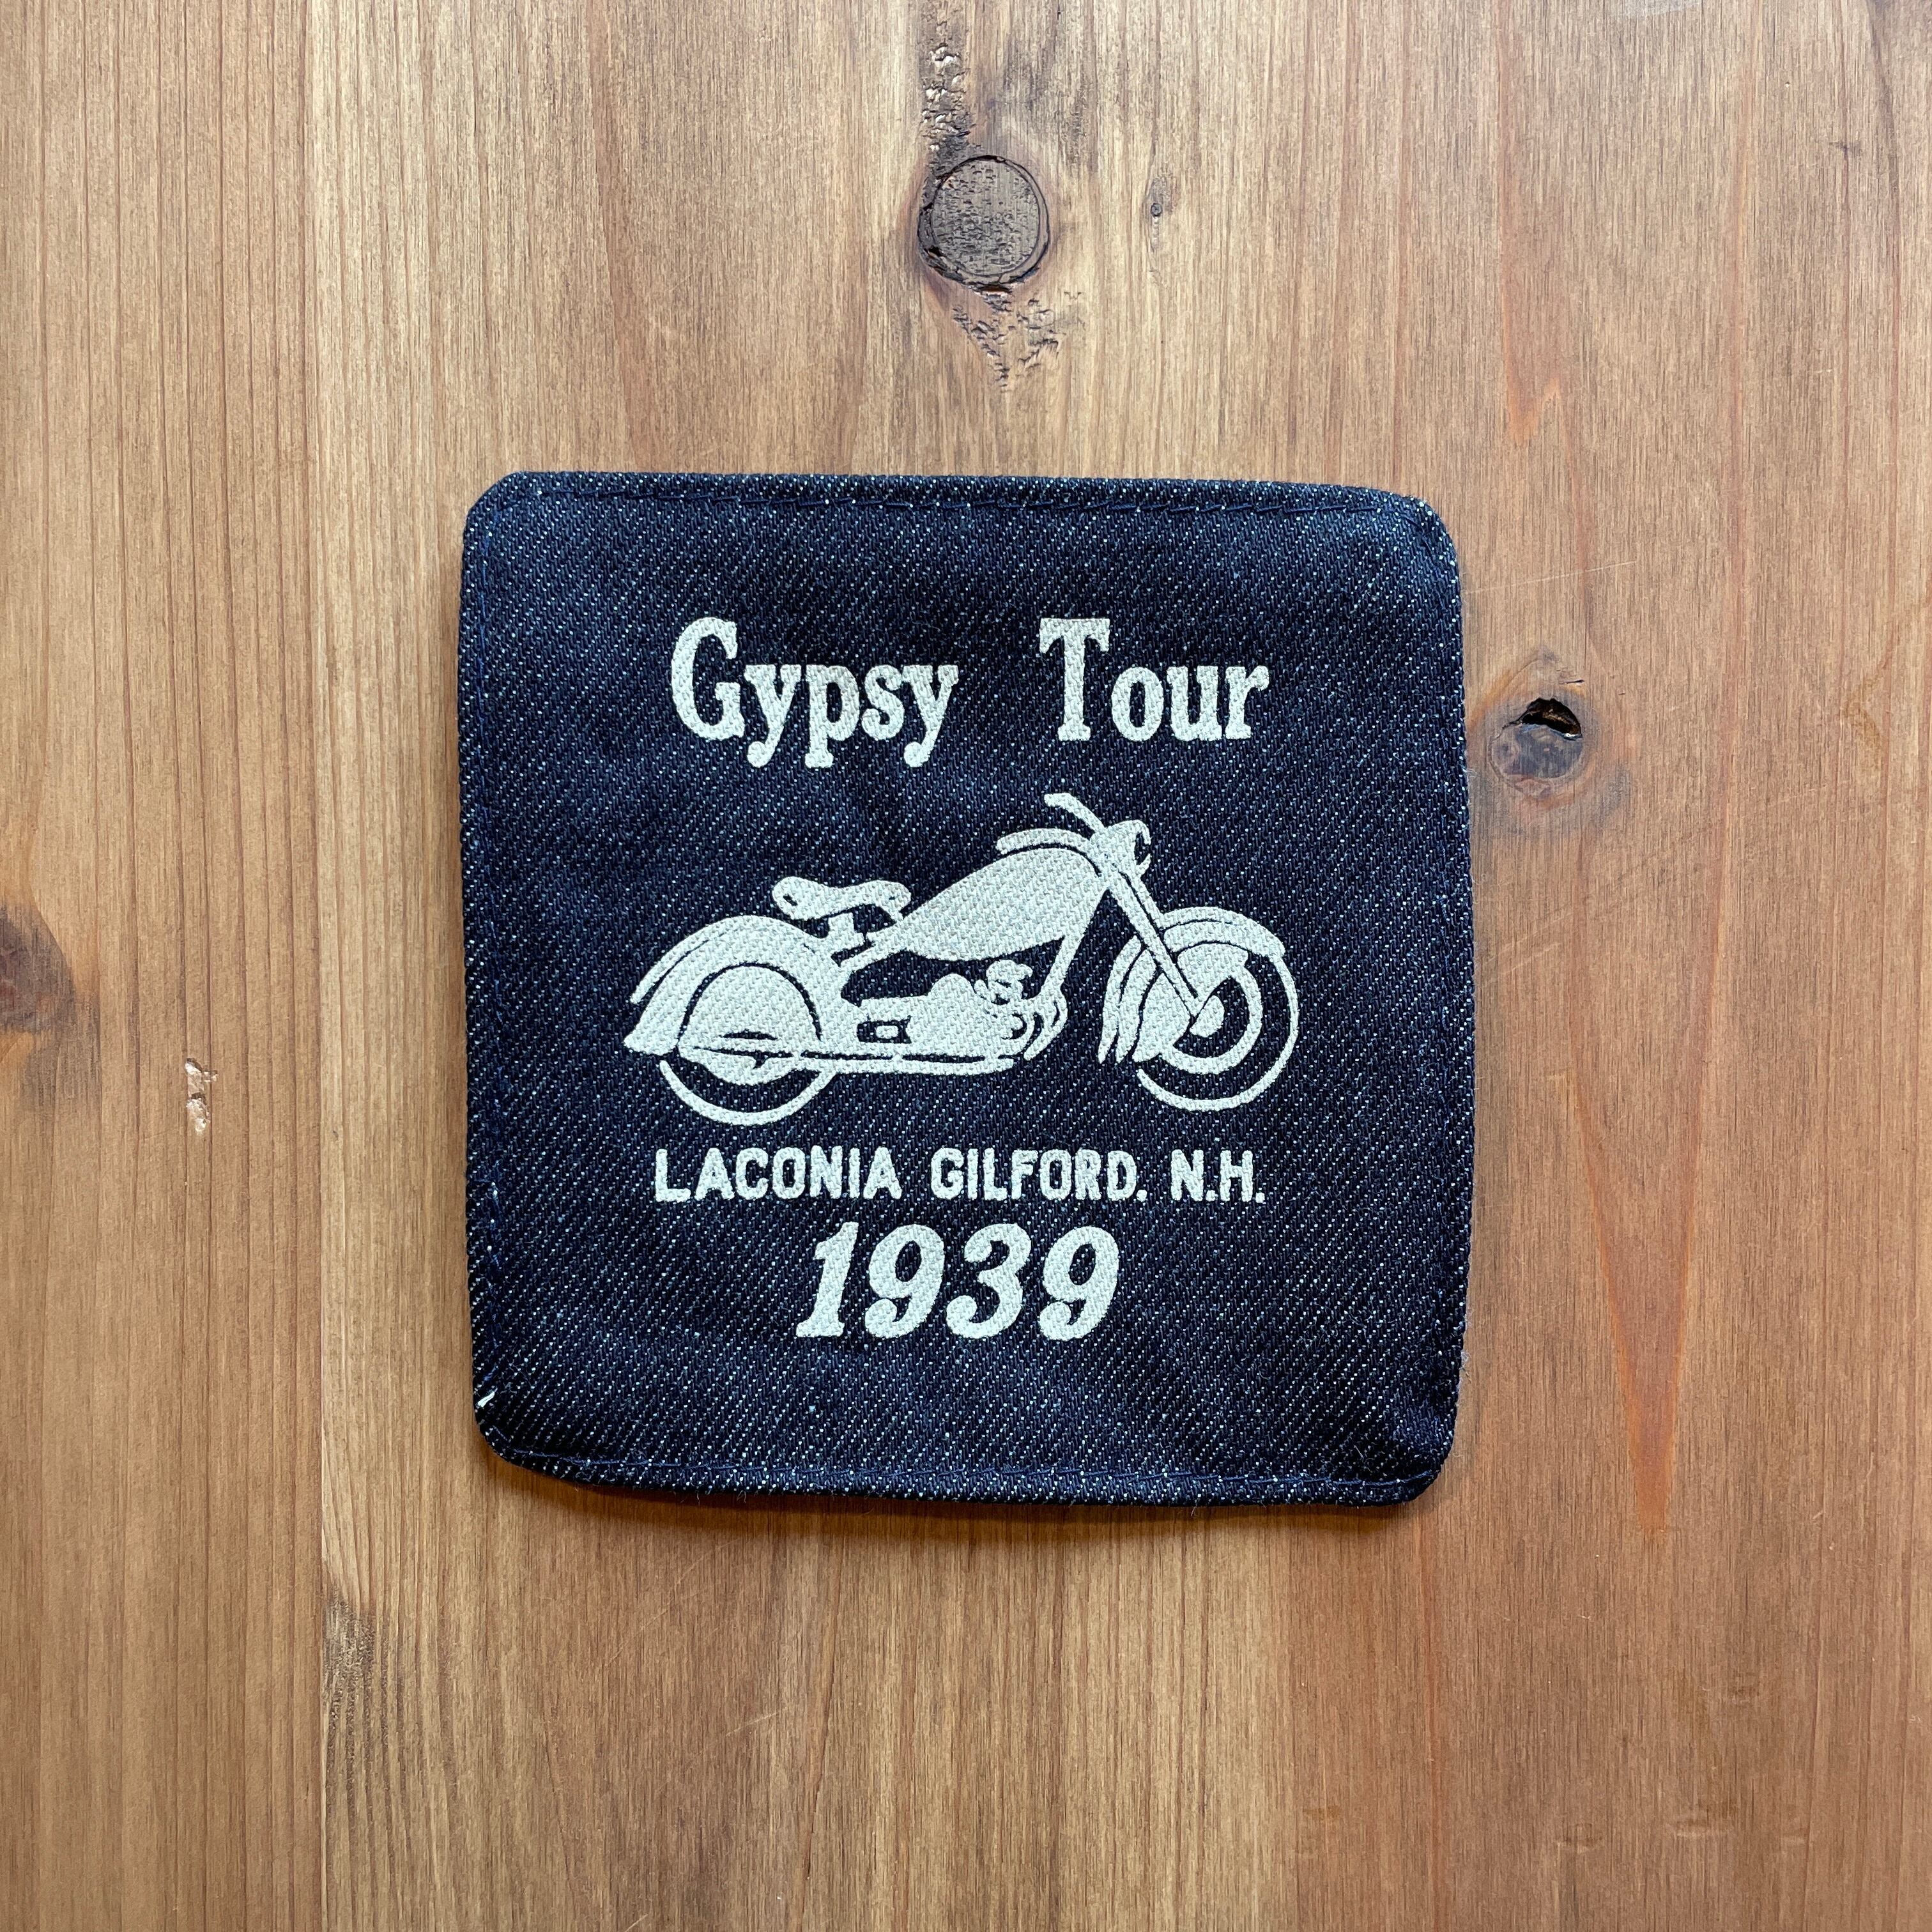 Gypsy Tour
LACONIA GILFORD. N.H.
1939